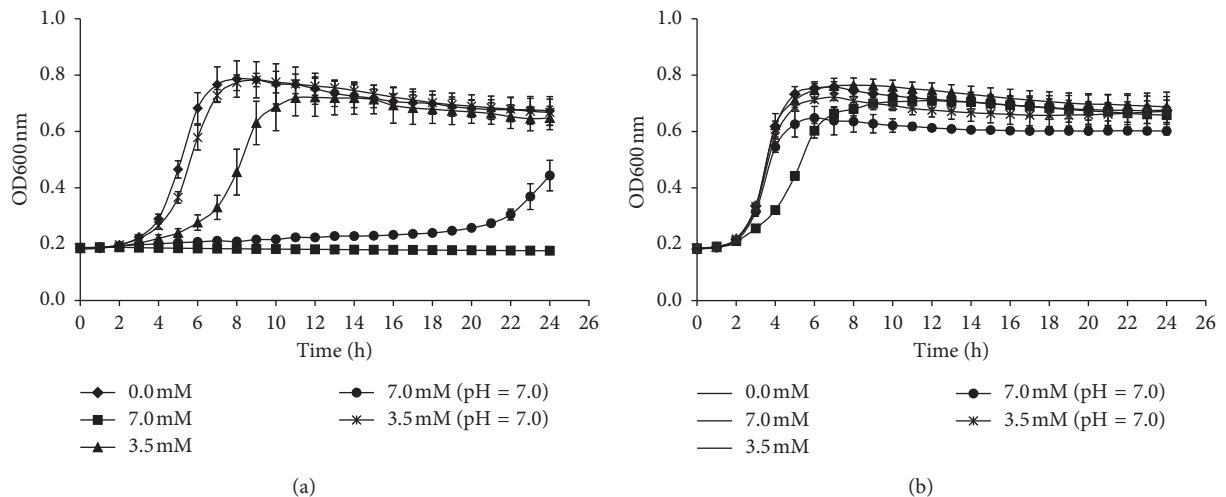 1.0
0.8
0.6
0.4
0.2
0.0
OD600 nm
0 2 4 6 8 10 12 14 16 18 20 22 24 26
Time (h)
0.0 mM
7.0 mM
3.5 mM
7.0 mM (pH = 7.0)
3.5 mM (pH = 7.0)
(a)
1.0
0.8
0.6
0.4
0.2
0.0
OD600 nm
0 2 4 6 8 10 12 14 16 18 20 22 24 26
Time (h)
0.0 mM
7.0 mM
3.5 mM
7.0 mM (pH = 7.0)
3.5 mM (pH = 7.0)
(b)